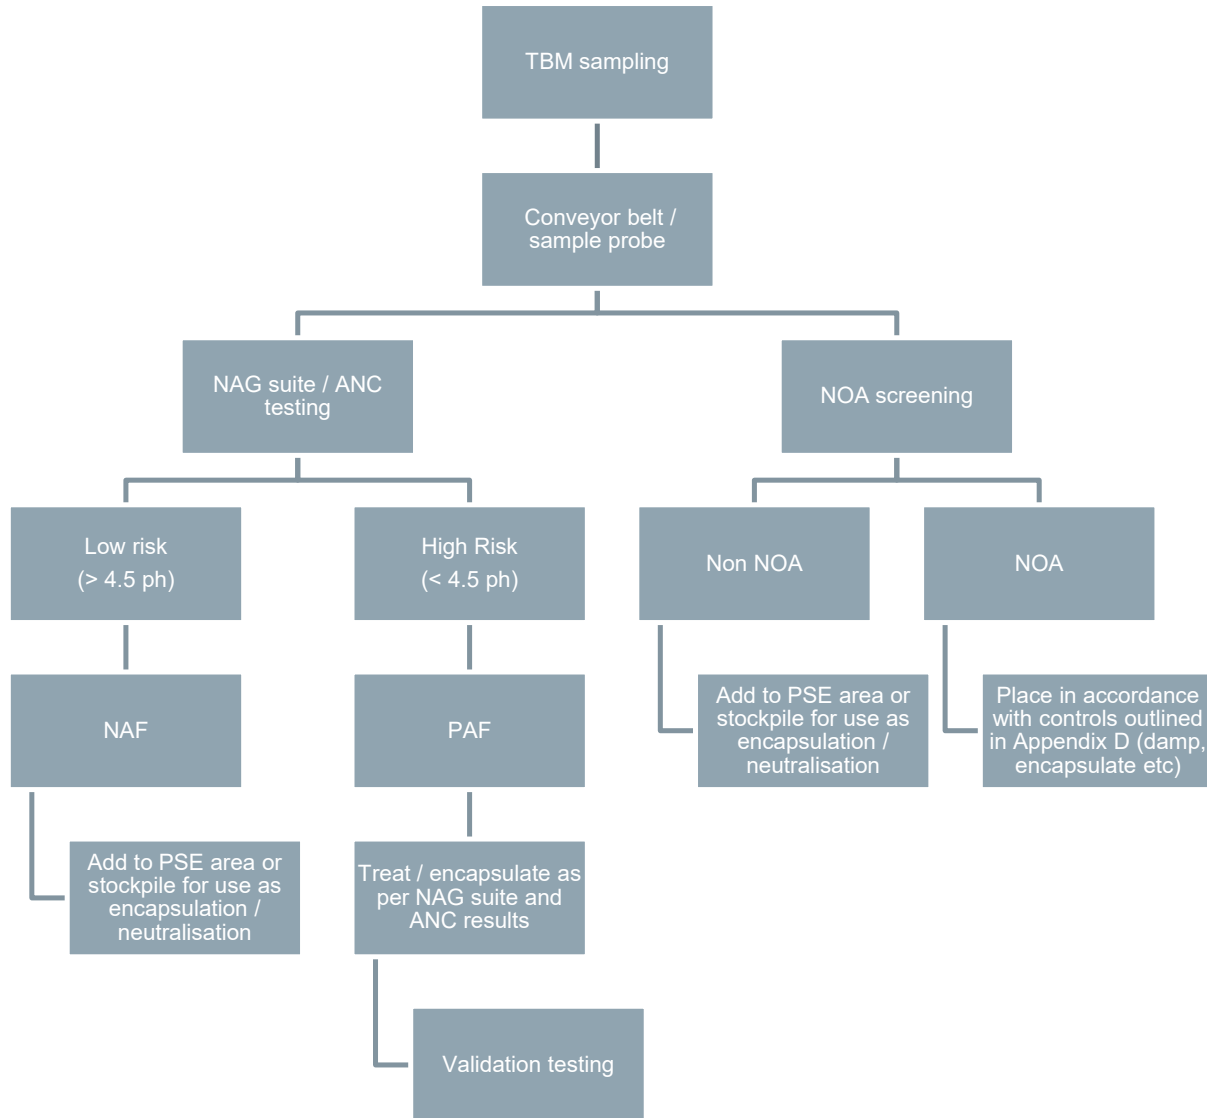 TBM sampling
Conveyor belt /
sample probe
NAG suite / ANC
testing
NOA screening
Low risk
(> 4.5 ph)
High Risk
(< 4.5 ph)
Non NOA
NOA
NAF
PAF
Add to PSE area or
stockpile for use as
encapsulation /
neutralisation
Place in accordance
with controls outlined
in Appendix D (damp,
encapsulate etc)
Add to PSE area or
stockpile for use as
encapsulation /
neutralisation
Treat / encapsulate as
per NAG suite and
ANC results
Validation testing